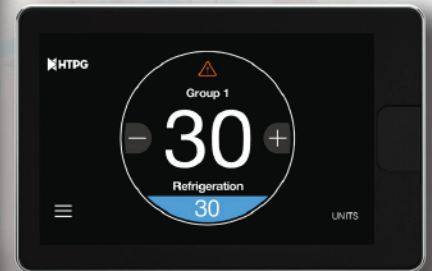 HTPG
Group 1
30
Refrigeration
30
UNITS